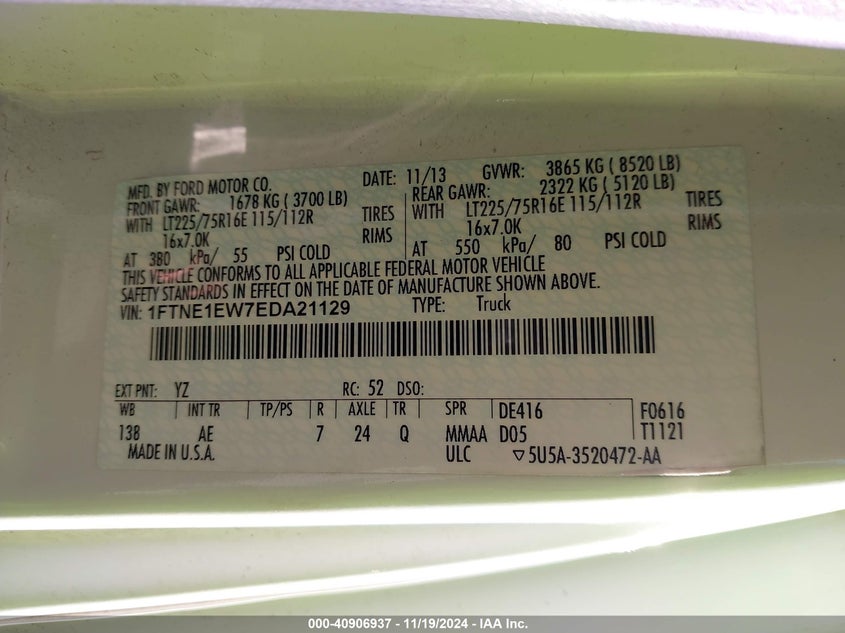 MFD. BY FORD MOTOR CO. DATE: 11/13 GVWR: 3865 KG ( 8520 LB)
FRONT GAWR: 1678 KG ( 3700 LB) REAR GAWR: 2322 KG ( 5120 LB)
WITH LT225/75R16E 115/112R TIRES WITH LT225/75R16E 115/112R TIRES
16x7.0K RIMS 16x7.0K RIMS
AT 380 kPa/ 55 PSI COLD AT 550 kPa/ 80 PSI COLD
THIS VEHICLE CONFORMS TO ALL APPLICABLE FEDERAL MOTOR VEHICLE
SAFETY STANDARDS IN EFFECT ON THE DATE OF MANUFACTURE SHOWN ABOVE.
VIN: 1FTNE1EW7EDA21129 TYPE: Truck
EXT PNT: YZ RC: 52 DSO:
WB INT TR TP/PS R AXLE TR SPR DE416 F0616
138 AE 7 24 Q MMAA D05 T1121
MADE IN U.S.A. ULC ▽5U5A-3520472-AA
000-40906937 - 11/19/2024 - IAA Inc.